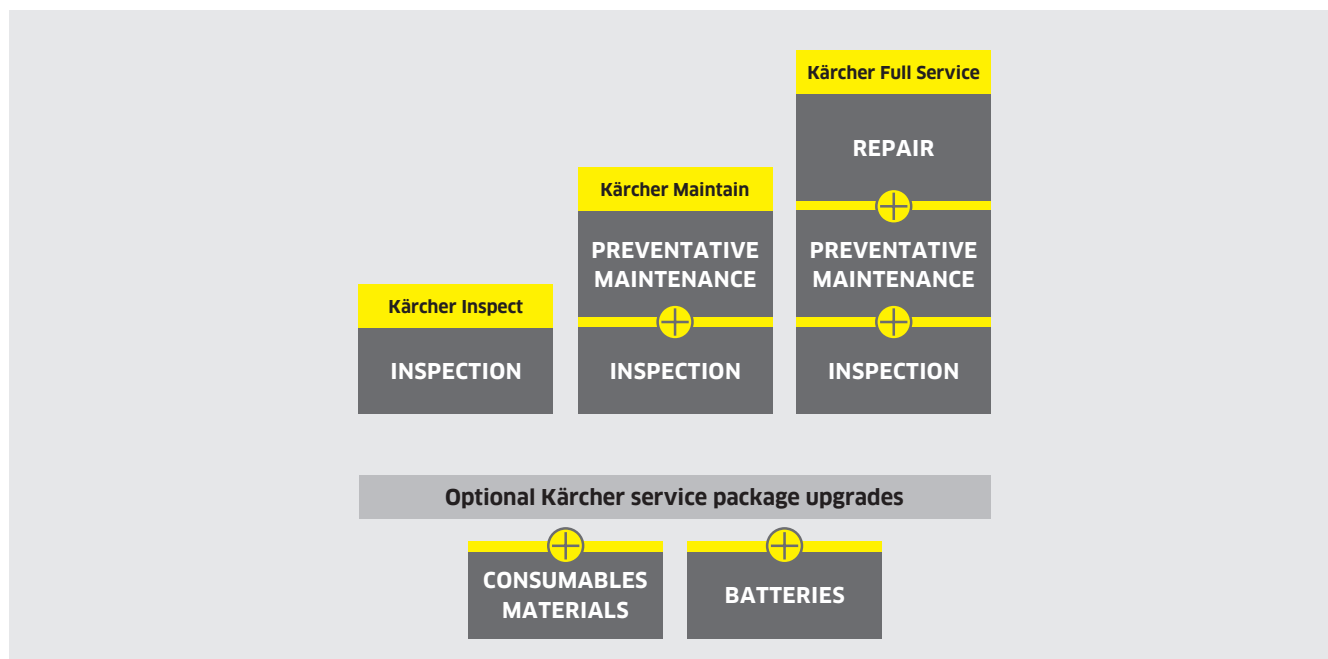 Kärcher Inspect
INSPECTION
Kärcher Maintain
PREVENTATIVE
MAINTENANCE
INSPECTION
Kärcher Full Service
REPAIR
PREVENTATIVE
MAINTENANCE
INSPECTION
Optional Kärcher service package upgrades
CONSUMABLES
MATERIALS
BATTERIES